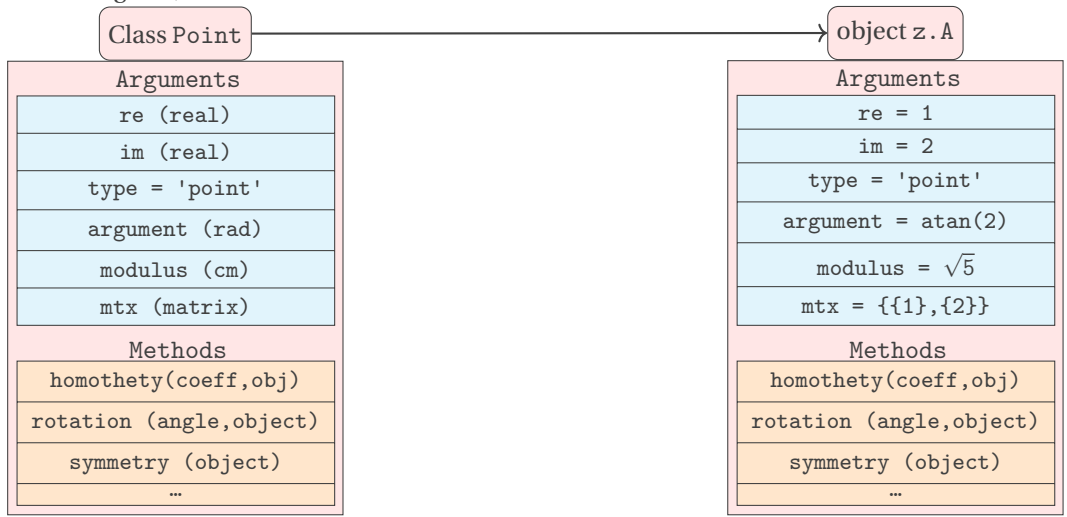 Class Point
object z.A
Arguments
re (real)
im (real)
type = 'point'
argument (rad)
modulus (cm)
mtx (matrix)
Methods
homothety(coeff,obj)
rotation (angle,object)
symmetry (object)
…
Arguments
re = 1
im = 2
type = 'point'
argument = atan(2)
modulus = √5
mtx = {{1},{2}}
Methods
homothety(coeff,obj)
rotation (angle,object)
symmetry (object)
…